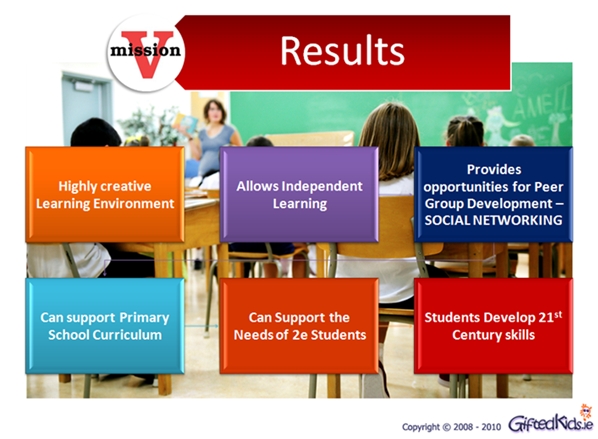 mission
V
Results
Highly creative
Learning Environment
Allows Independent
Learning
Provides
opportunities for Peer
Group Development –
SOCIAL NETWORKING
Can support Primary
School Curriculum
Can Support the
Needs of 2e Students
Students Develop 21st
Century skills
Copyright © 2008 - 2010 GiftedKids.ie